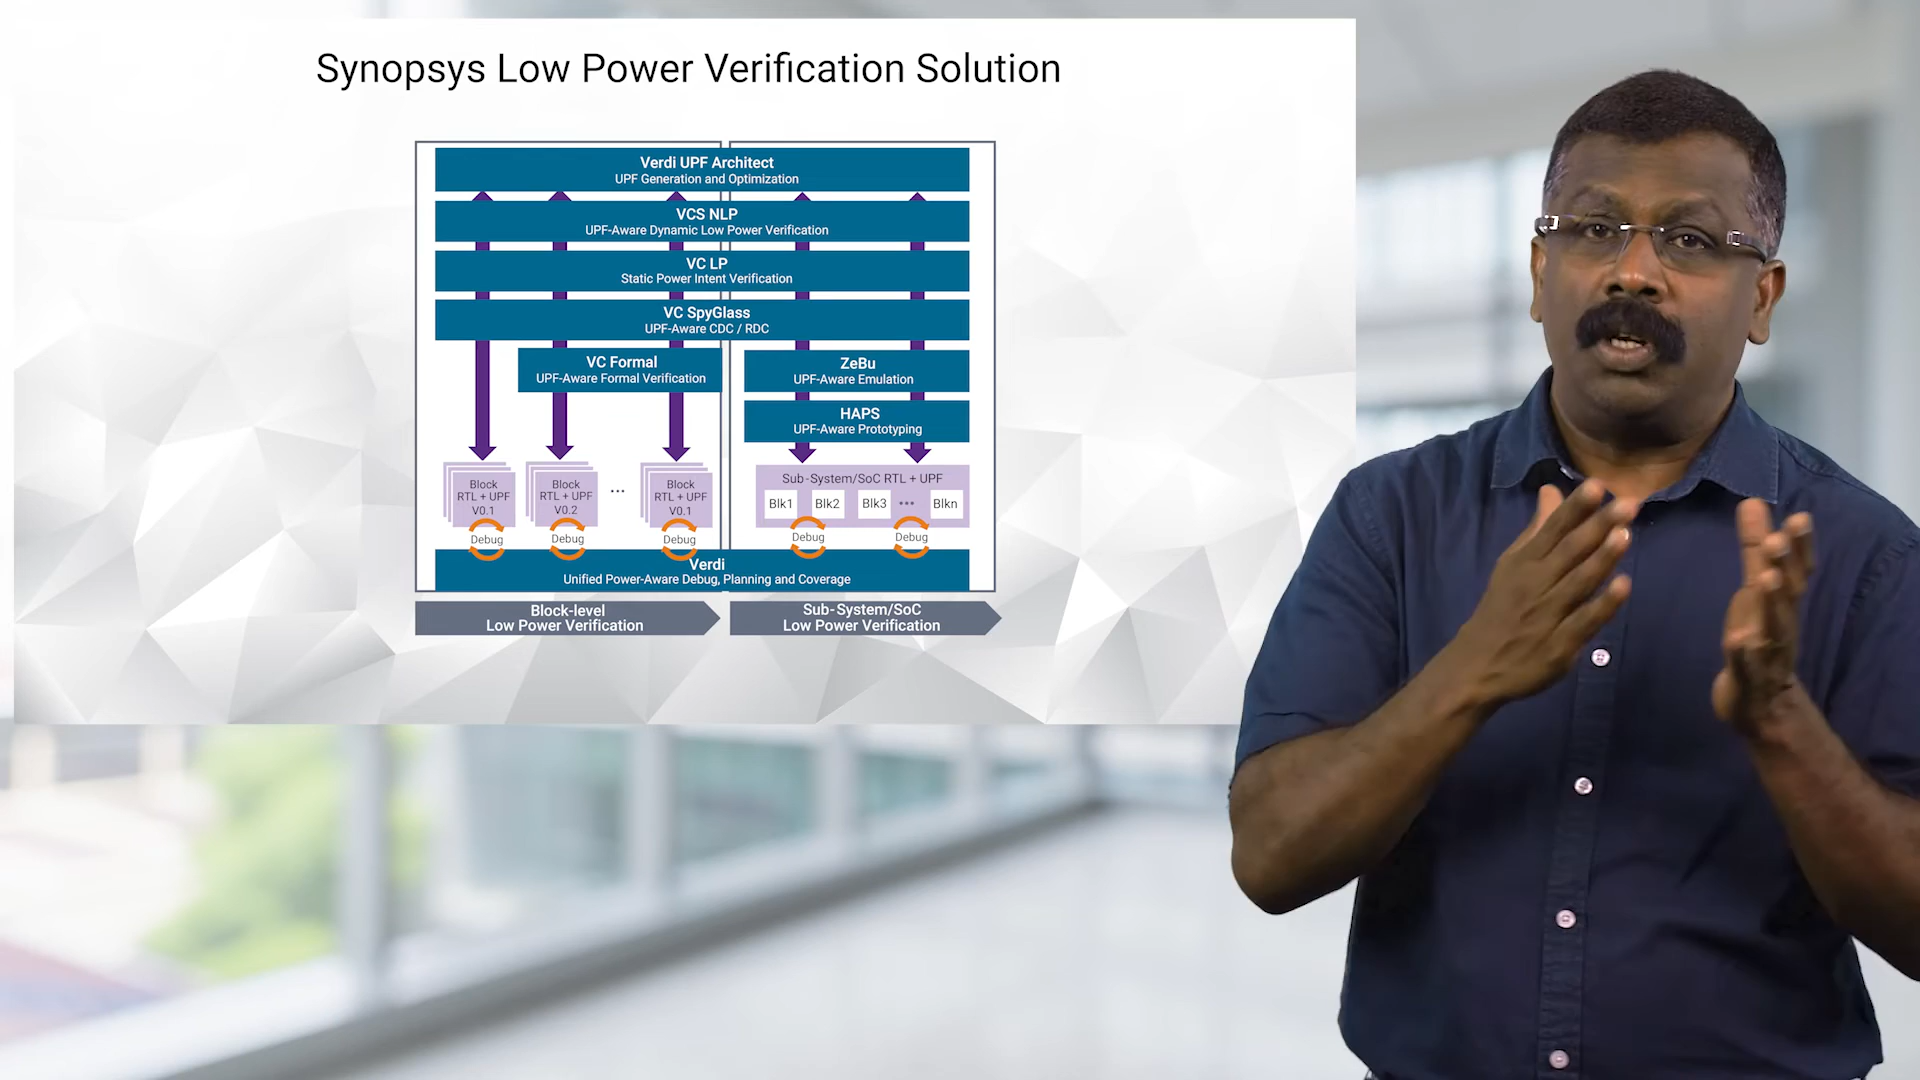 Synopsys Low Power Verification Solution
Verdi UPF Architect
UPF Generation and Optimization
VCS NLP
UPF-Aware Dynamic Low Power Verification
VC LP
Static Power Intent Verification
VC SpyGlass
UPF-Aware CDC / RDC
VC Formal
UPF-Aware Formal Verification
ZeBu
UPF-Aware Emulation
HAPS
UPF-Aware Prototyping
Block
RTL + UPF
V0.1
Block
RTL + UPF
V0.2
...
Block
RTL + UPF
V0.1
Sub-System/SoC RTL + UPF
Blk1 Blk2 Blk3 ... Blkn
Debug Debug Debug Debug Debug
Verdi
Unified Power-Aware Debug, Planning and Coverage
Block-level
Low Power Verification
Sub-System/SoC
Low Power Verification